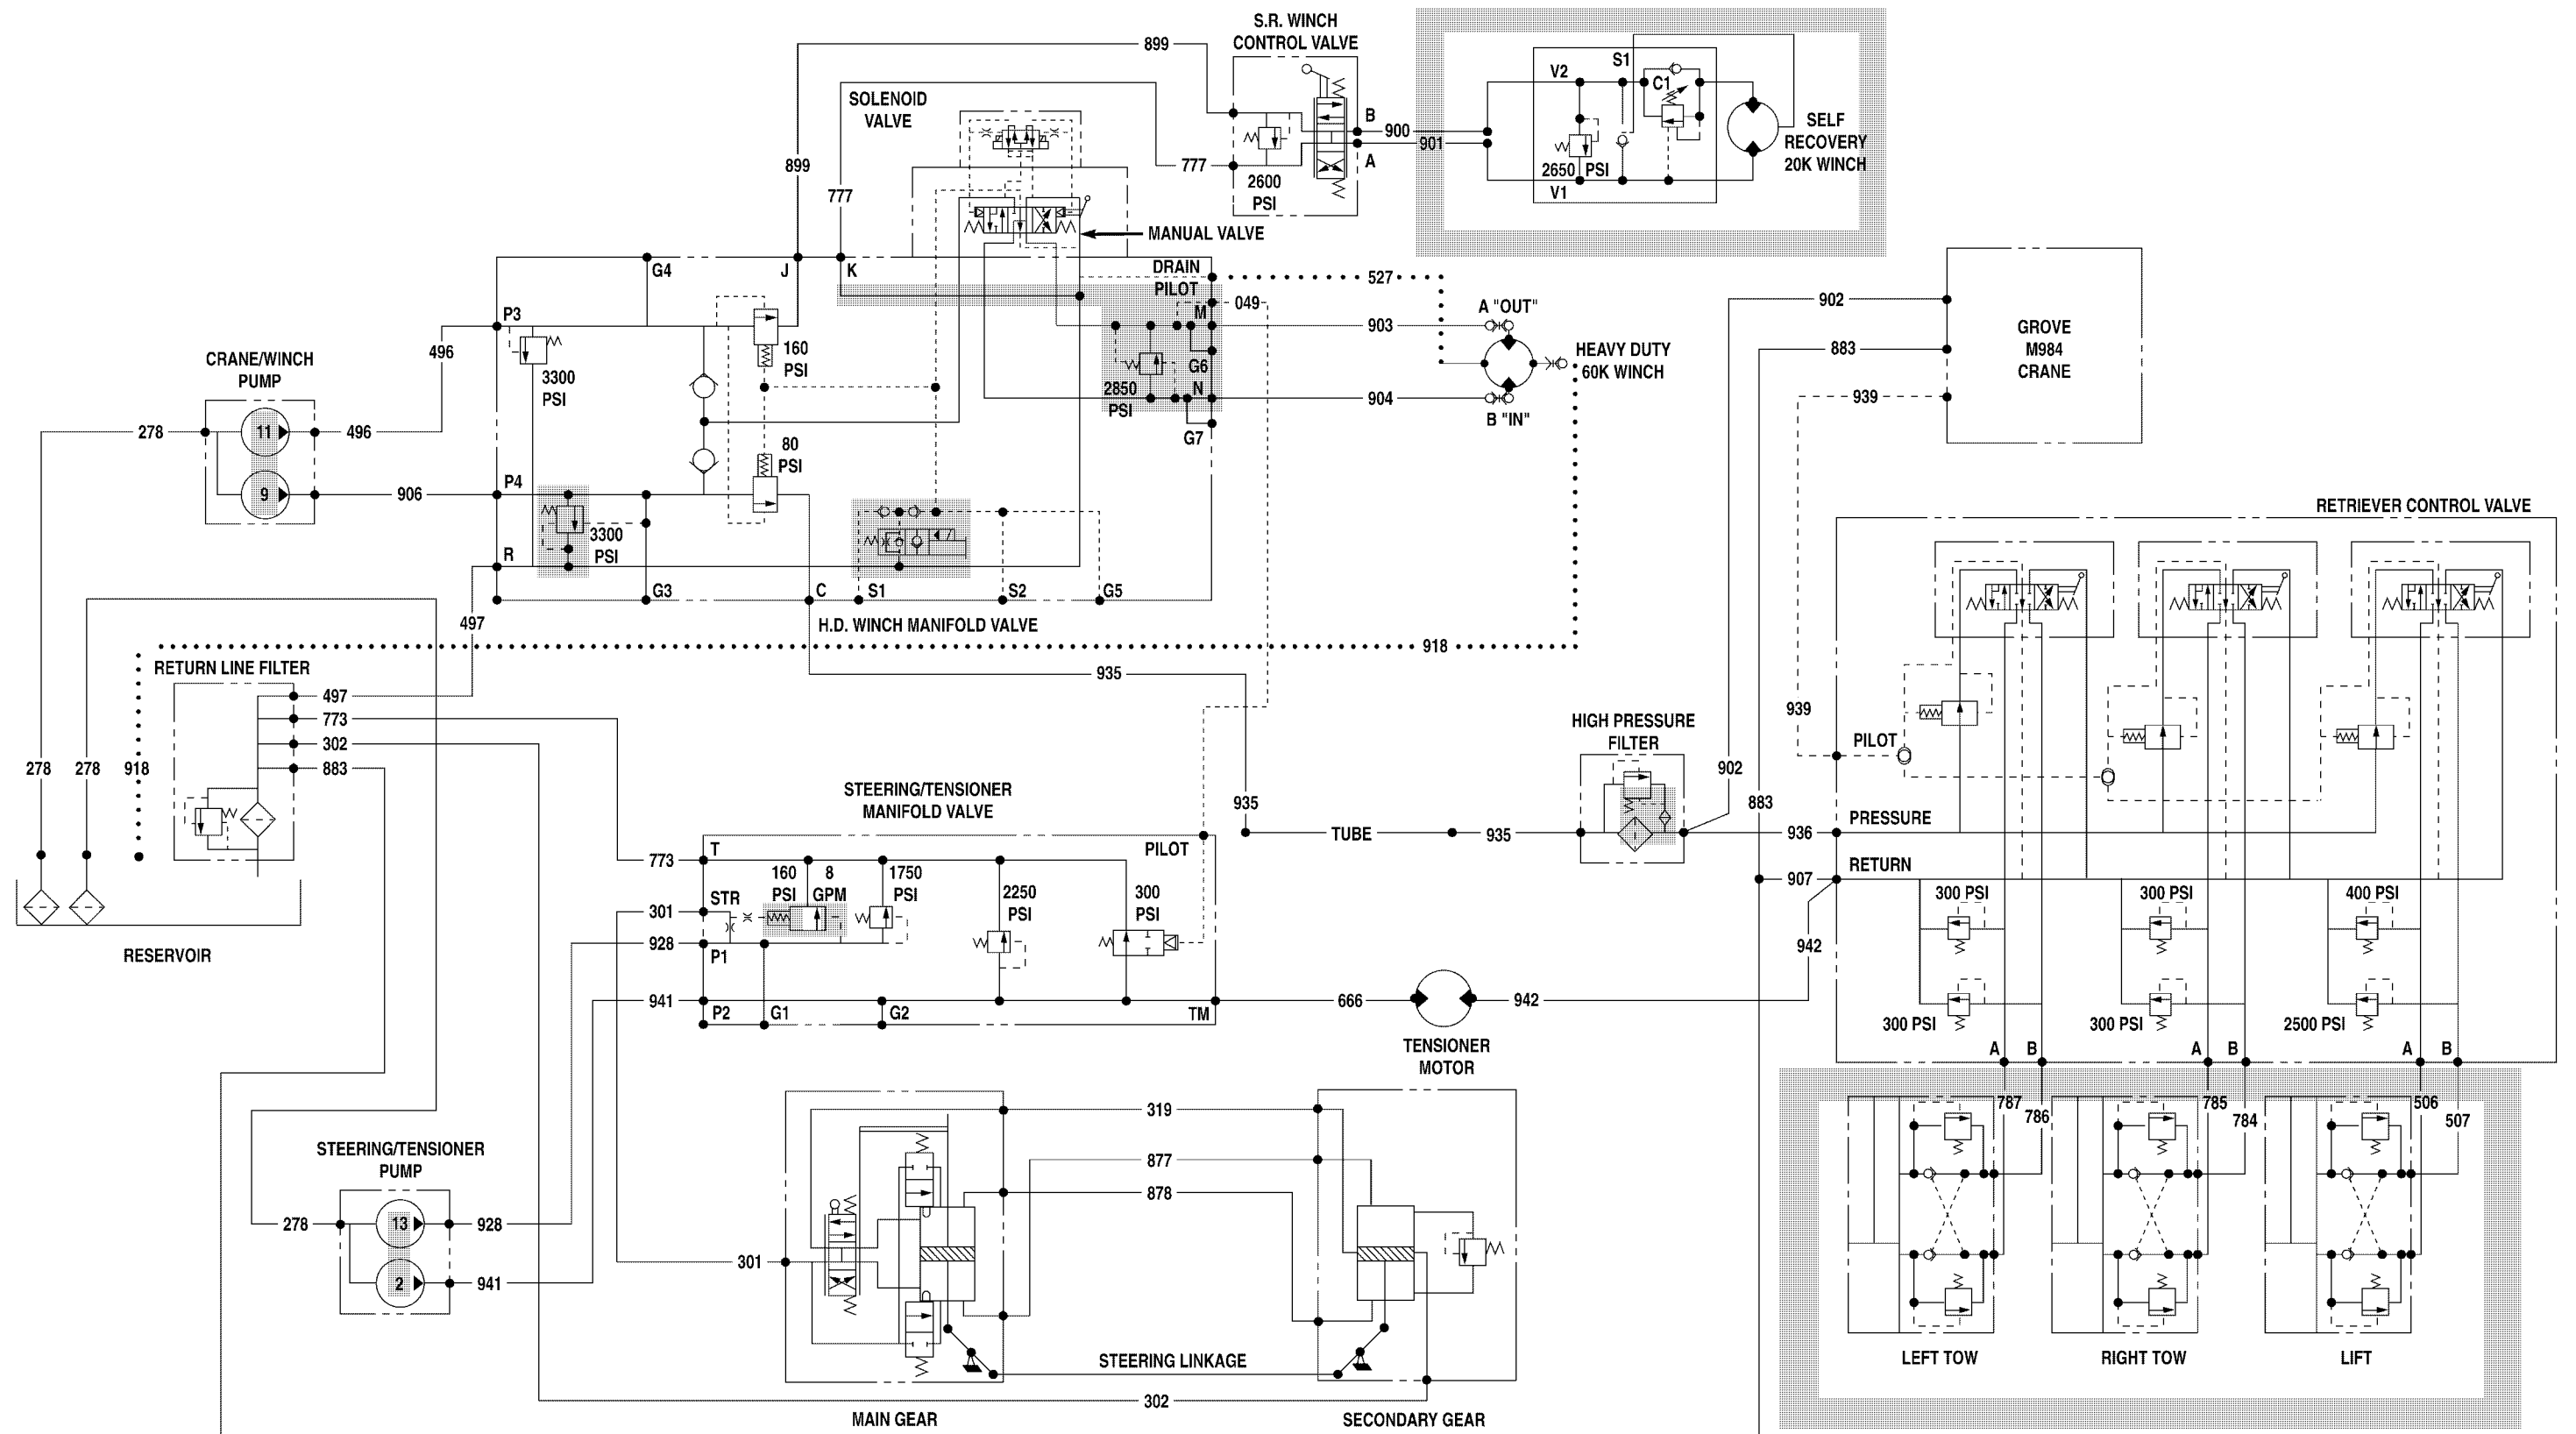 S.R. WINCH
CONTROL VALVE
899
899
777
777
SOLENOID
VALVE
MANUAL VALVE
2600
PSI
B
A
900
901
V2
S1
C1
2650 PSI
V1
SELF
RECOVERY
20K WINCH
G4
J
K
DRAIN
PILOT
527
049
M
903
G6
N
904
G7
2850
PSI
A "OUT"
B "IN"
HEAVY DUTY
60K WINCH
902
883
939
GROVE
M984
CRANE
CRANE/WINCH
PUMP
278
11
9
496
496
906
P3
3300
PSI
160
PSI
80
PSI
P4
3300
PSI
R
G3
C
S1
S2
G5
H.D. WINCH MANIFOLD VALVE
497
918
935
RETURN LINE FILTER
497
773
302
883
278
278
918
RESERVOIR
STEERING/TENSIONER
MANIFOLD VALVE
773
T
PILOT
160
PSI
8
GPM
1750
PSI
2250
PSI
300
PSI
STR
301
928
P1
941
P2
G1
G2
TM
935
TUBE
935
HIGH PRESSURE
FILTER
902
883
939
936
907
942
666
942
TENSIONER
MOTOR
RETRIEVER CONTROL VALVE
PILOT
PRESSURE
RETURN
300 PSI
300 PSI
400 PSI
300 PSI
300 PSI
2500 PSI
A
B
A
B
A
B
787
786
785
784
506
507
LEFT TOW
RIGHT TOW
LIFT
STEERING/TENSIONER
PUMP
278
13
2
928
941
301
319
877
878
STEERING LINKAGE
302
MAIN GEAR
SECONDARY GEAR